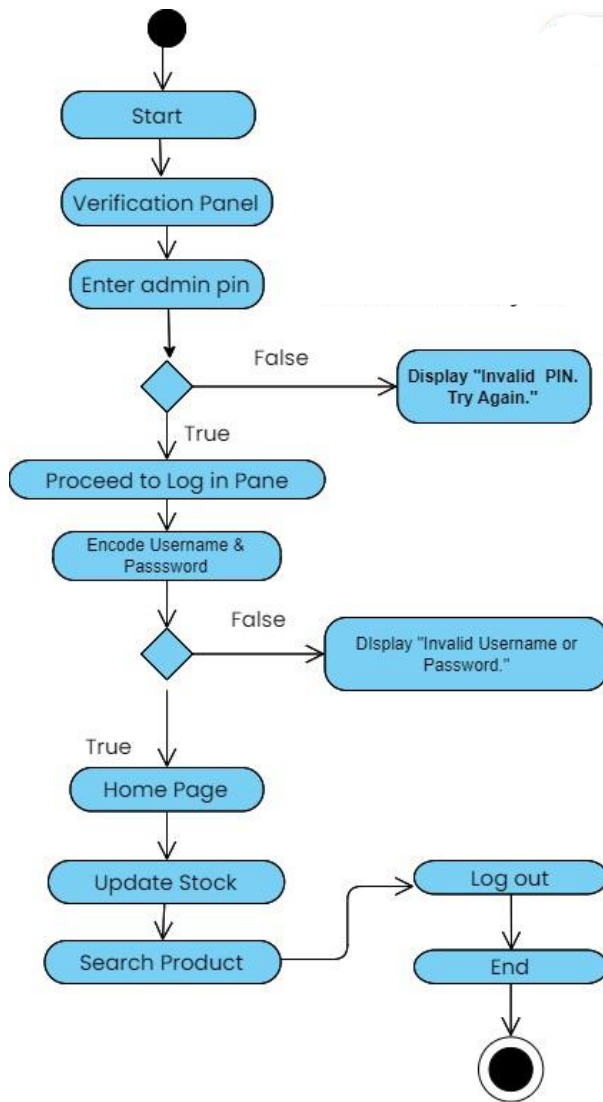 Start
Verification Panel
Enter admin pin
False
Display "Invalid PIN.
Try Again."
True
Proceed to Log in Pane
Encode Username &
Passsword
False
DIsplay "Invalid Username or
Password."
True
Home Page
Update Stock
Log out
Search Product
End